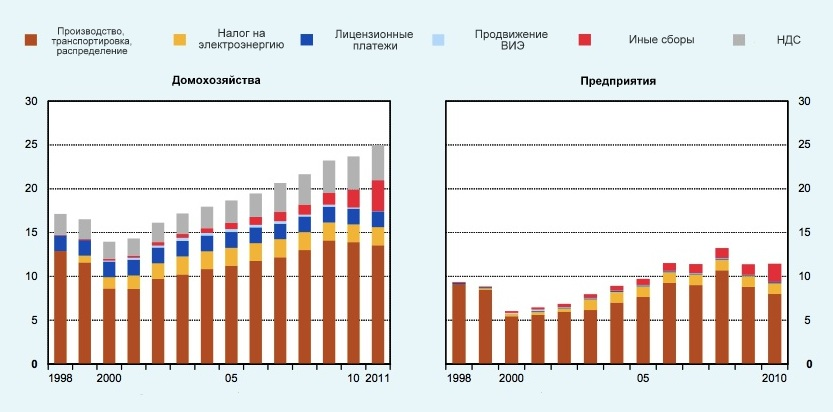 Производство,
транспортировка,
распределение
Налог на
электроэнергию
Лицензионные
платежи
Продвижение
ВИЭ
Иные сборы
НДС
Домохозяйства
Предприятия
30
25
20
15
10
5
0
1998
2000
05
10
2011
30
25
20
15
10
5
0
1998
2000
05
2010